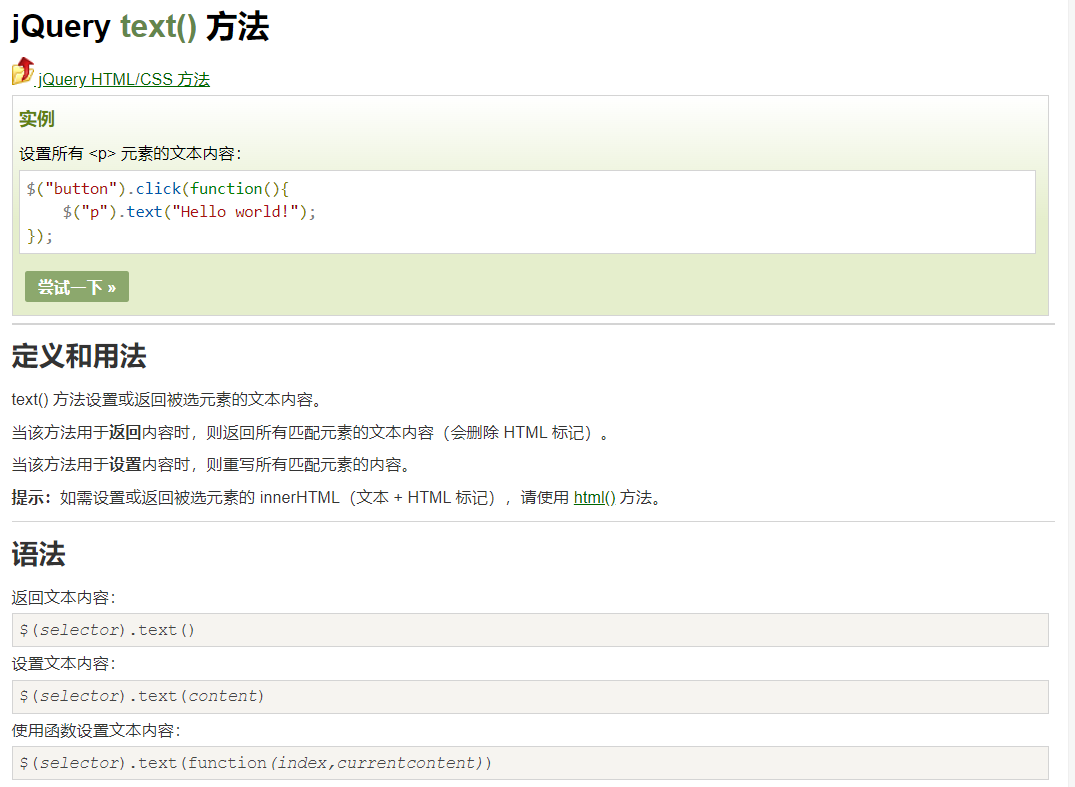 jQuery text() 方法
jQuery HTML/CSS 方法
实例
设置所有 <p> 元素的文本内容：
$("button").click(function(){
    $("p").text("Hello world!");
});
尝试一下 »
定义和用法
text() 方法设置或返回被选元素的文本内容。
当该方法用于返回内容时，则返回所有匹配元素的文本内容（会删除 HTML 标记）。
当该方法用于设置内容时，则重写所有匹配元素的内容。
提示：如需设置或返回被选元素的 innerHTML（文本 + HTML 标记），请使用 html() 方法。
语法
返回文本内容：
$(selector).text()
设置文本内容：
$(selector).text(content)
使用函数设置文本内容：
$(selector).text(function(index,currentcontent))